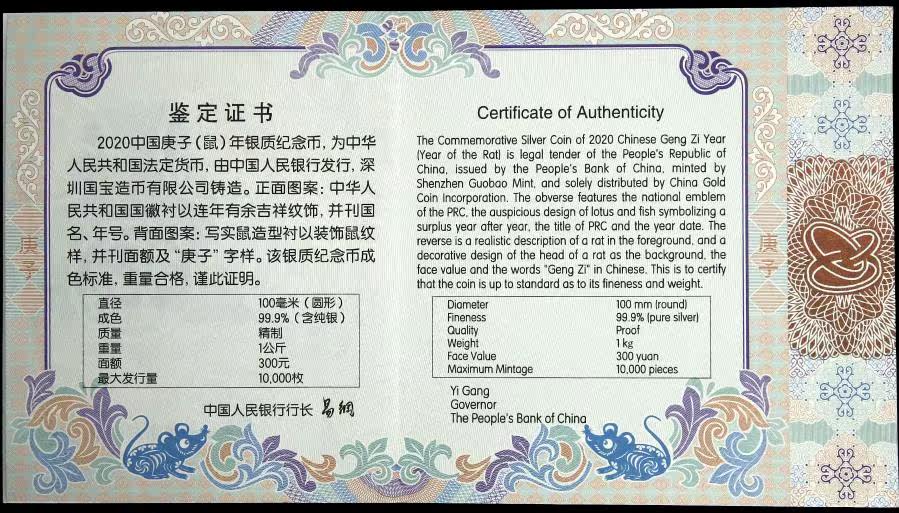 鉴定证书
2020中国庚子（鼠）年银质纪念币，为中华
人民共和国法定货币，由中国人民银行发行，深
圳国宝造币有限公司铸造。正面图案：中华人
民共和国国徽衬以连年有余吉祥纹饰，并刊国
名、年号。背面图案：写实鼠造型衬以装饰鼠纹
样，并刊面额及“庚子”字样。该银质纪念币成
色标准，重量合格，谨此证明。
直径 100毫米（圆形）
成色 99.9%（含纯银）
质量 精制
重量 1公斤
面额 300元
最大发行量 10,000枚
中国人民银行行长 易纲
Certificate of Authenticity
The Commemorative Silver Coin of 2020 Chinese Geng Zi Year
(Year of the Rat) is legal tender of the People's Republic of
China, issued by the People's Bank of China, minted by
Shenzhen Guobao Mint, and solely distributed by China Gold
Coin Incorporation. The obverse features the national emblem
of the PRC, the auspicious design of lotus and fish symbolizing a
surplus year after year, the title of PRC and the year date. The
reverse is a realistic description of a rat in the foreground, and a
decorative design of the head of a rat as the background, the
face value and the words "Geng Zi" in Chinese. This is to certify
that the coin is up to standard as to its fineness and weight.
Diameter 100 mm (round)
Fineness 99.9% (pure silver)
Quality Proof
Weight 1 kg
Face Value 300 yuan
Maximum Mintage 10,000 pieces
Yi Gang
Governor
The People's Bank of China
庚子
庚子